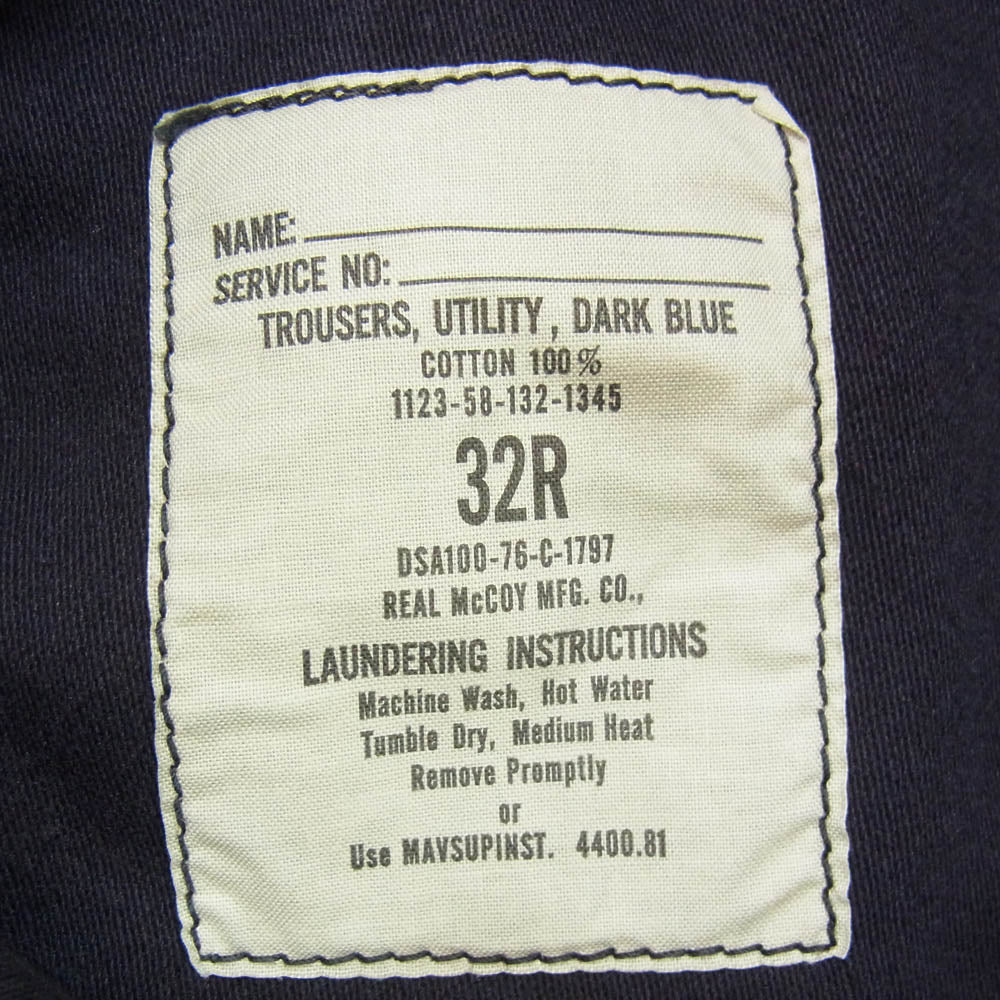 NAME:
SERVICE NO:
TROUSERS, UTILITY, DARK BLUE
COTTON 100%
1123-58-132-1345
32R
DSA100-76-C-1797
REAL McCOY MFG. CO.,
LAUNDERING INSTRUCTIONS
Machine Wash, Hot Water
Tumble Dry, Medium Heat
Remove Promptly
or
Use MAVSUPINST. 4400.81